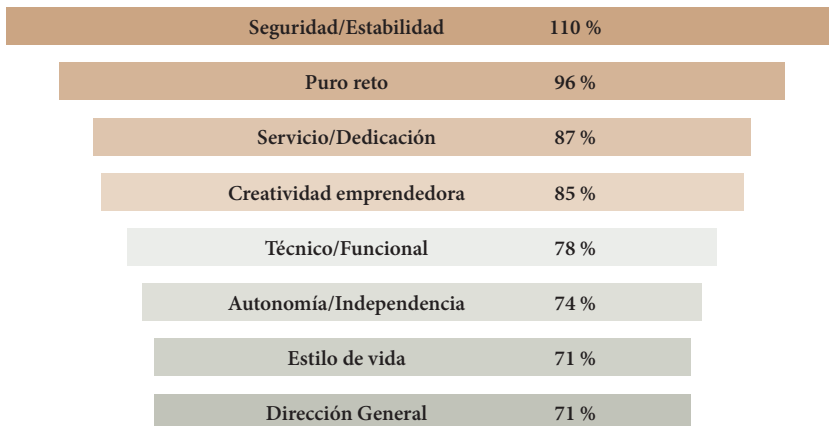 Seguridad/Estabilidad 110 %
Puro reto 96 %
Servicio/Dedicación 87 %
Creatividad emprendedora 85 %
Técnico/Funcional 78 %
Autonomía/Independencia 74 %
Estilo de vida 71 %
Dirección General 71 %